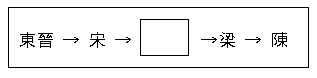 東晉 → 宋 → → 梁 → 陳